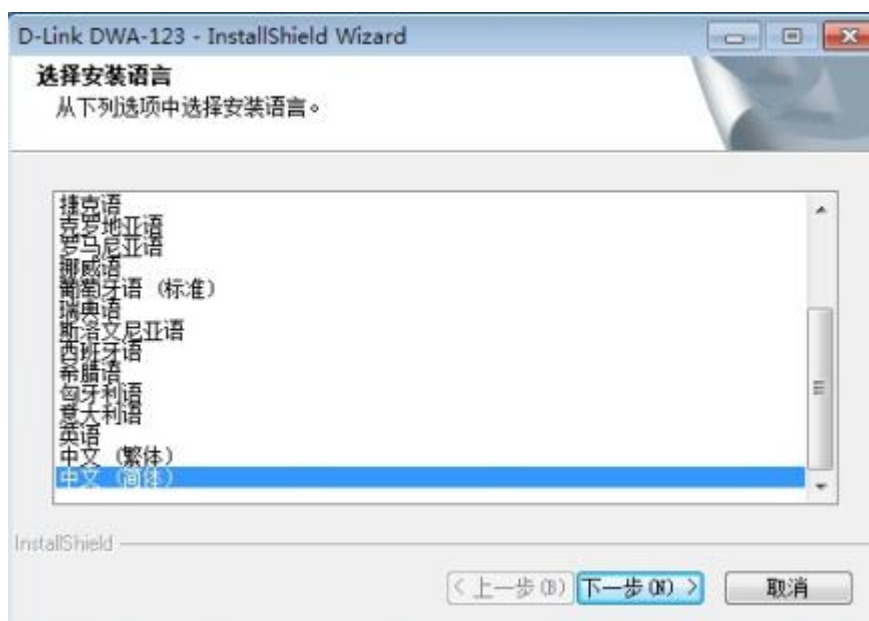 D-Link DWA-123 - InstallShield Wizard
选择安装语言
从下列选项中选择安装语言。
捷克语
克罗地亚语
罗马尼亚语
挪威语
葡萄牙语 (标准)
瑞典语
斯洛文尼亚语
西班牙语
希腊语
匈牙利语
意大利语
英语
中文 (繁体)
中文 (简体)
InstallShield
< 上一步(B) 下一步(N) > 取消